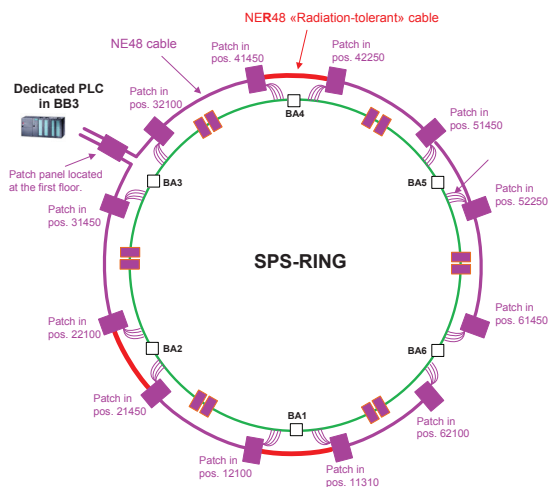 NER48 «Radiation-tolerant» cable
NE48 cable
Patch in
pos. 41450
Patch in
pos. 42250
Dedicated PLC
in BB3
Patch in
pos. 32100
BA4
Patch in
pos. 51450
Patch panel located
at the first floor.
BA3
BA5
Patch in
pos. 52250
Patch in
pos. 31450
SPS-RING
Patch in
pos. 22100
Patch in
pos. 61450
BA2
BA6
Patch in
pos. 21450
BA1
Patch in
pos. 62100
Patch in
pos. 12100
Patch in
pos. 11310